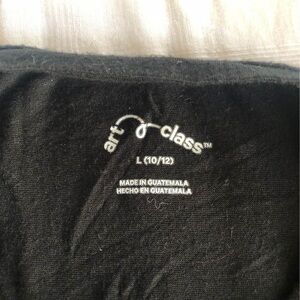 art class™
L (10/12)
MADE IN GUATEMALA
HECHO EN GUATEMALA